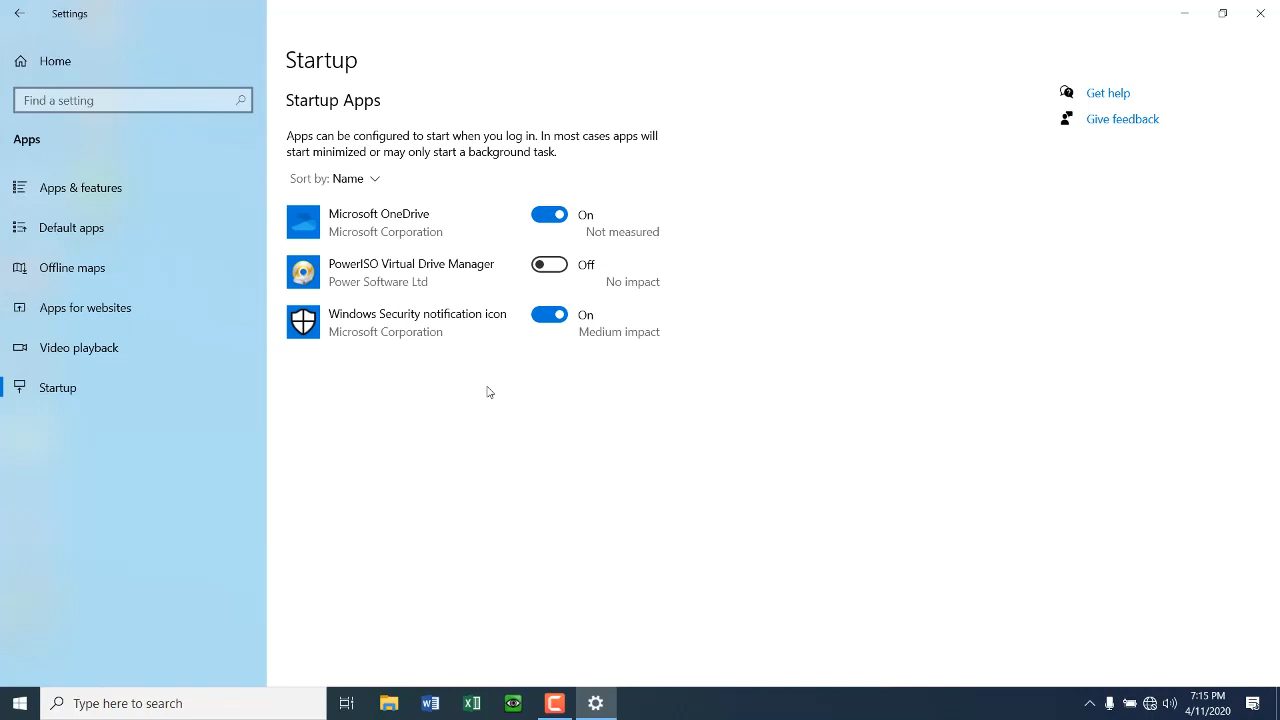 Settings
Home
Find a setting
Apps
Apps & features
Default apps
Offline maps
Apps for websites
Video playback
Startup
Startup
Startup Apps
Apps can be configured to start when you log in. In most cases apps will
start minimized or may only start a background task.
Sort by: Name
Microsoft OneDrive
Microsoft Corporation
On
Not measured
PowerISO Virtual Drive Manager
Power Software Ltd
Off
No impact
Windows Security notification icon
Microsoft Corporation
On
Medium impact
Get help
Give feedback
Type here to search
7:15 PM
4/11/2020